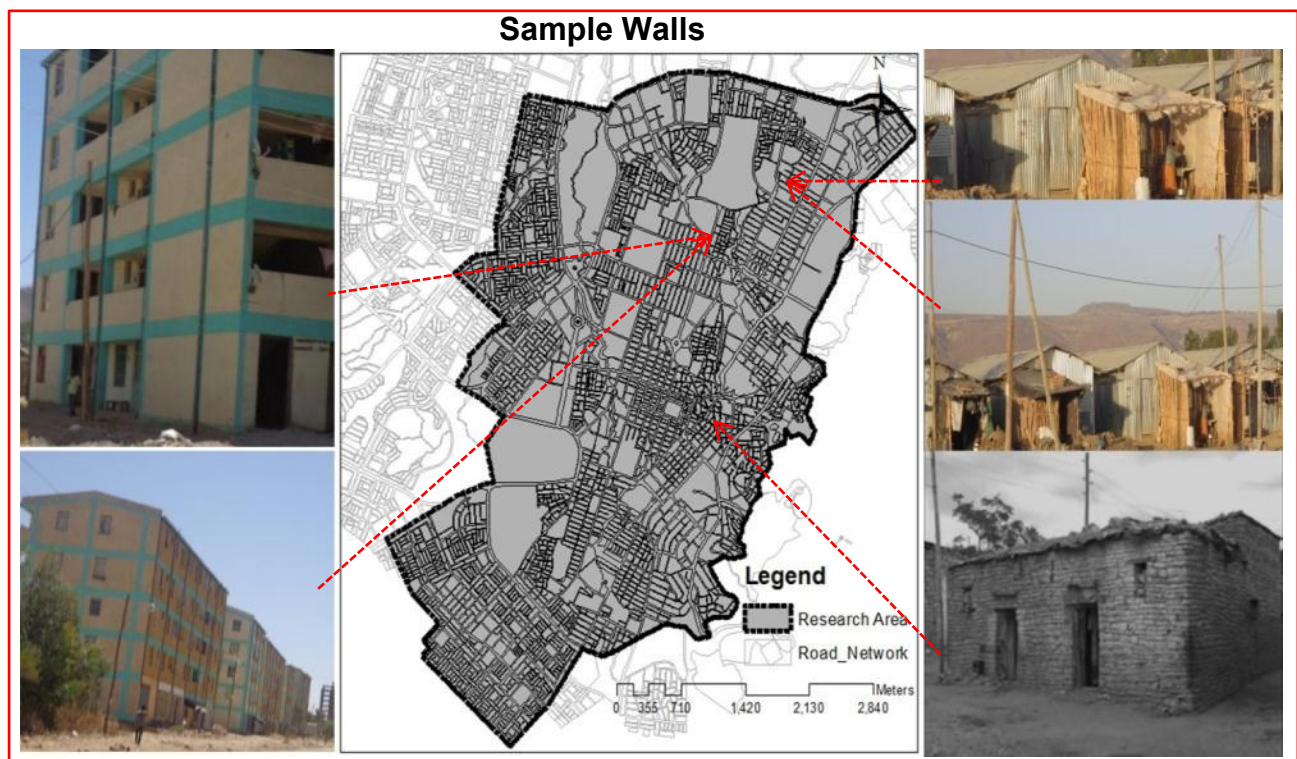 Sample Walls
N
Legend
Research Area
Road_Network
Meters
0 355 710 1,420 2,130 2,840